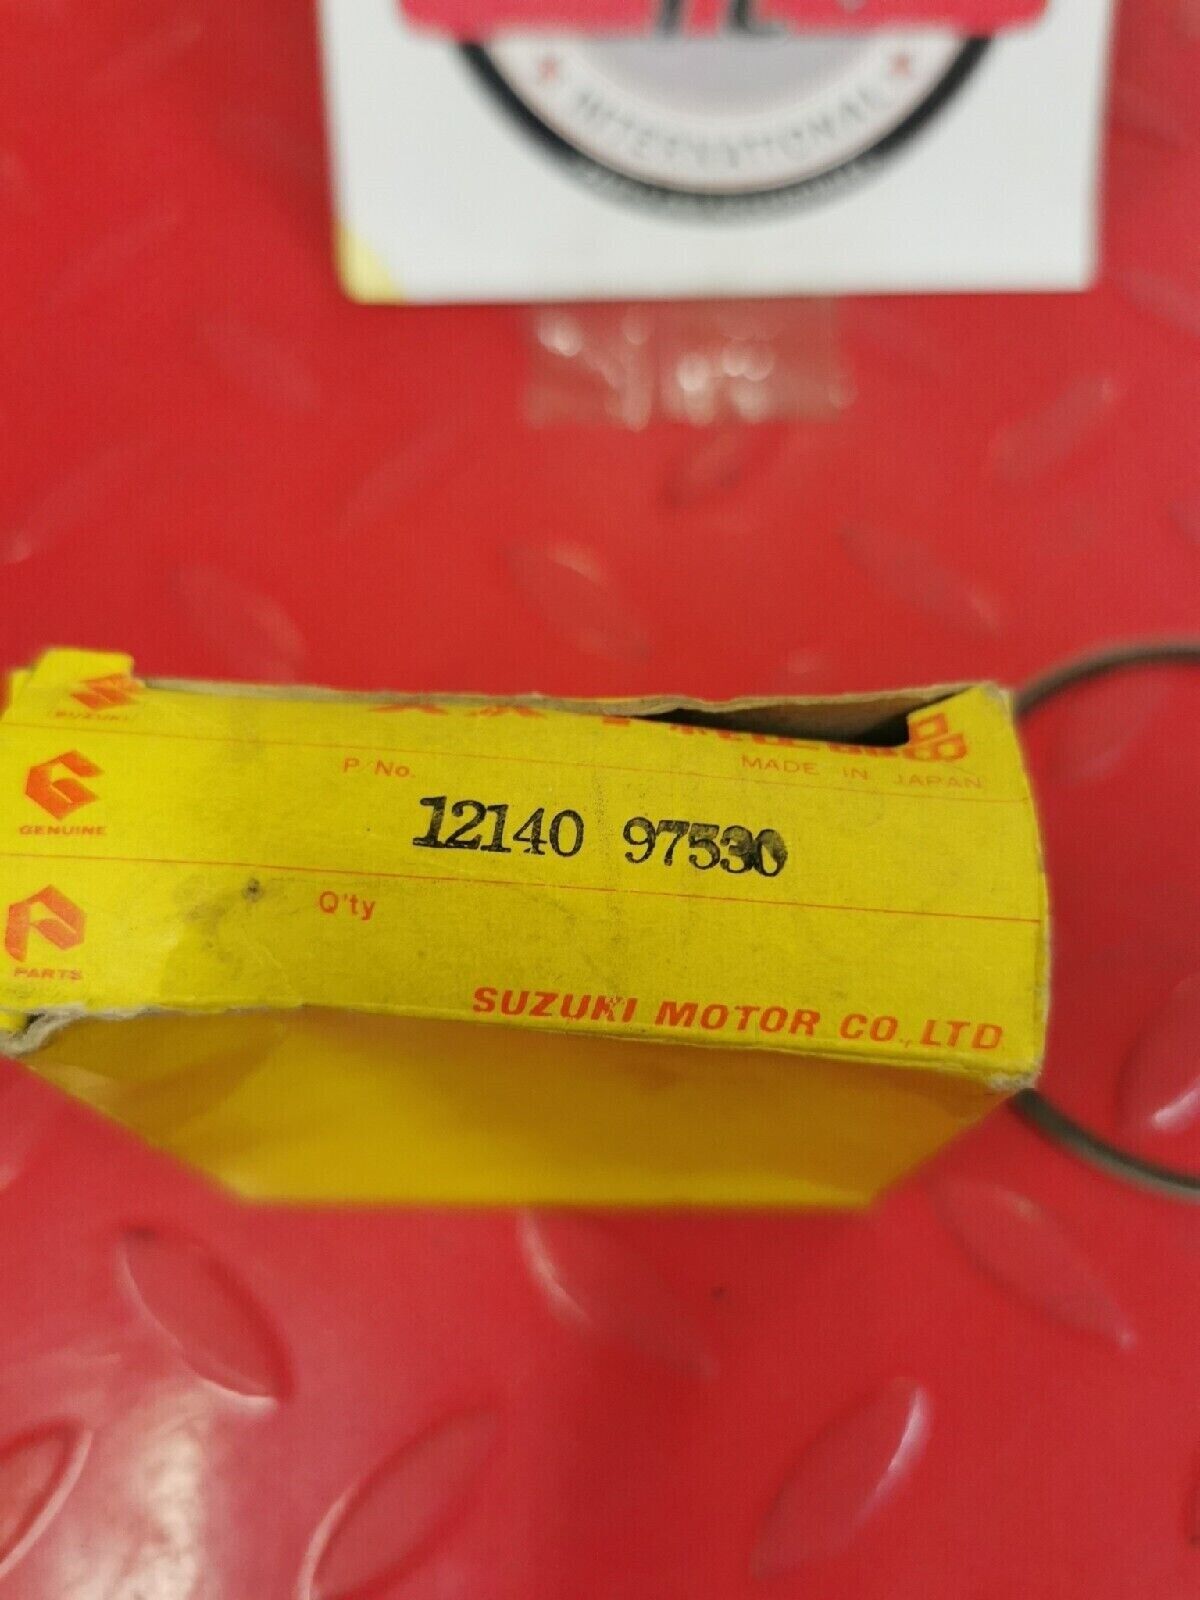 INTERNATIONAL
SUZUKI
MADE IN JAPAN
P/No.
12140 97530
GENUINE
Q'ty
PARTS
SUZUKI MOTOR CO.,LTD.